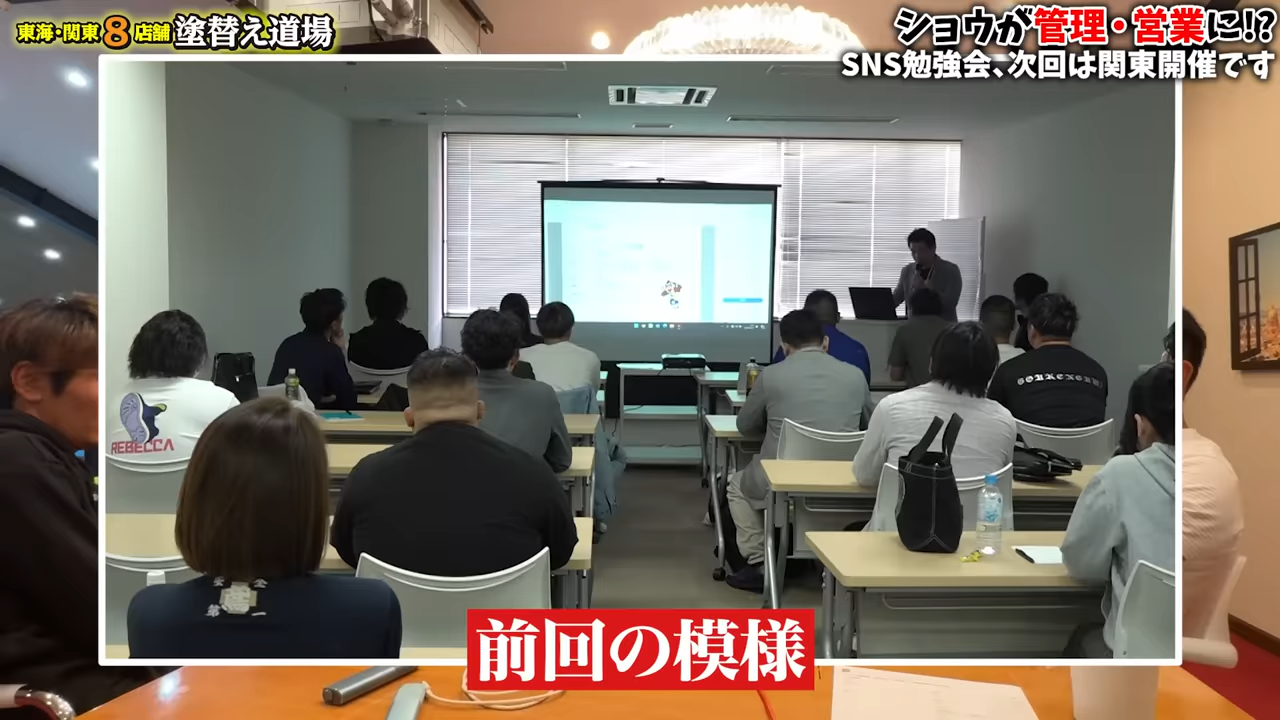 東海・関東8店舗 塗替え道場
ショウが管理・営業に!?
SNS勉強会、次回は関東開催です
REBECCA
第一
前回の模様